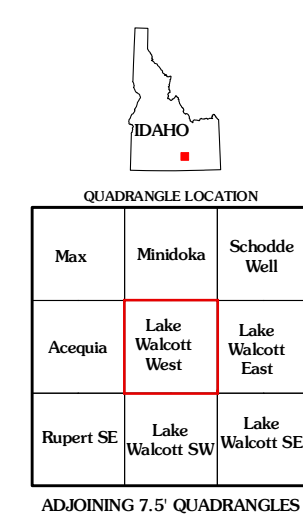 IDAHO
QUADRANGLE LOCATION
Max
Minidoka
Schodde
Well
Acequia
Lake
Walcott
West
Lake
Walcott
East
Rupert SE
Lake
Walcott SW
Lake
Walcott SE
ADJOINING 7.5' QUADRANGLES